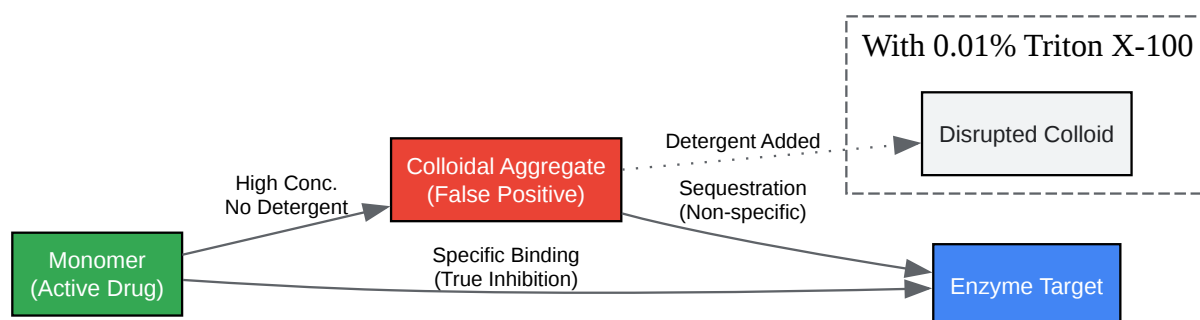 With 0.01% Triton X-100
Disrupted Colloid
Detergent Added
Colloidal Aggregate
(False Positive)
High Conc.
No Detergent
Sequestration
(Non-specific)
Monomer
(Active Drug)
Specific Binding
(True Inhibition)
Enzyme Target